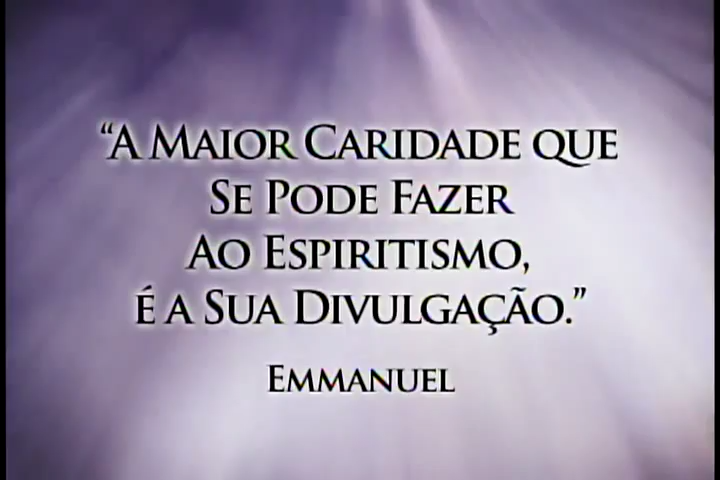 “A Maior Caridade que
Se Pode Fazer
Ao Espiritismo,
É a Sua Divulgação.”
Emmanuel